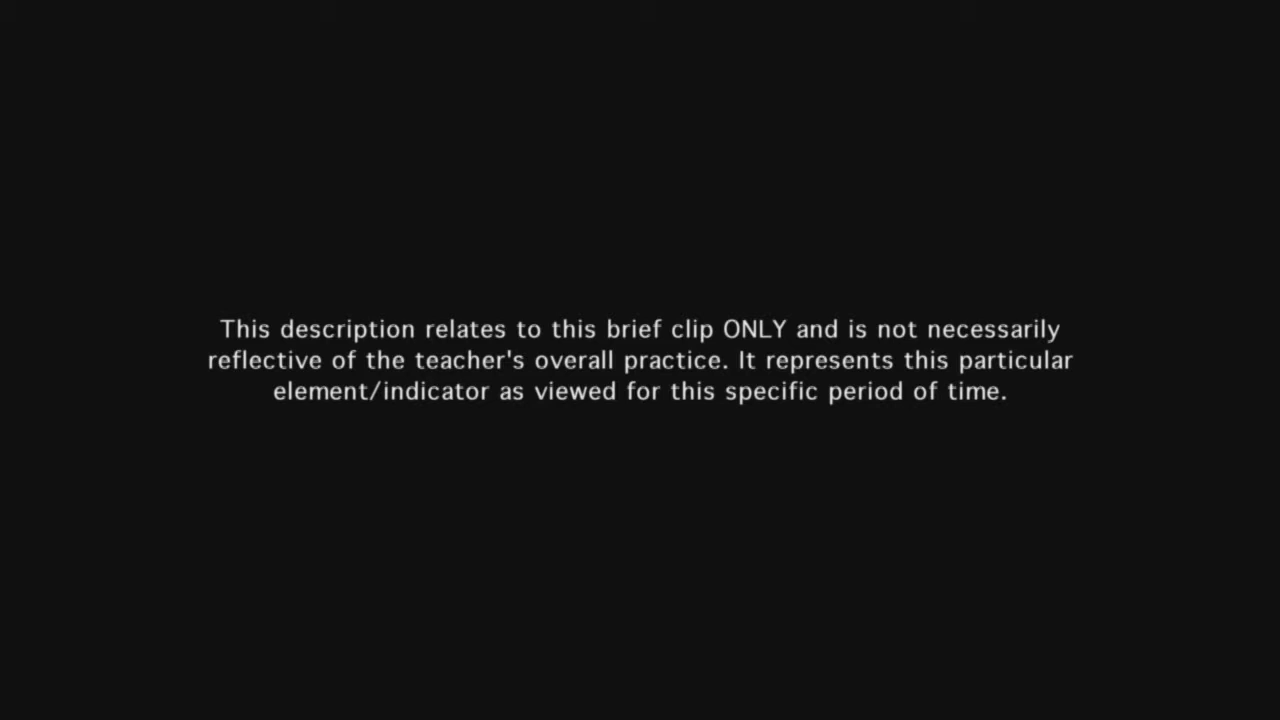 This description relates to this brief clip ONLY and is not necessarily
reflective of the teacher's overall practice. It represents this particular
element/indicator as viewed for this specific period of time.